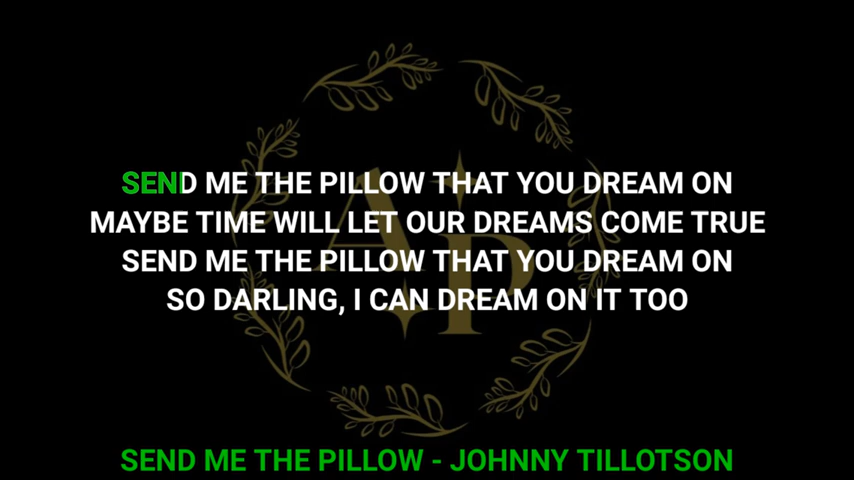 SEND ME THE PILLOW THAT YOU DREAM ON
MAYBE TIME WILL LET OUR DREAMS COME TRUE
SEND ME THE PILLOW THAT YOU DREAM ON
SO DARLING, I CAN DREAM ON IT TOO
AP
SEND ME THE PILLOW - JOHNNY TILLOTSON